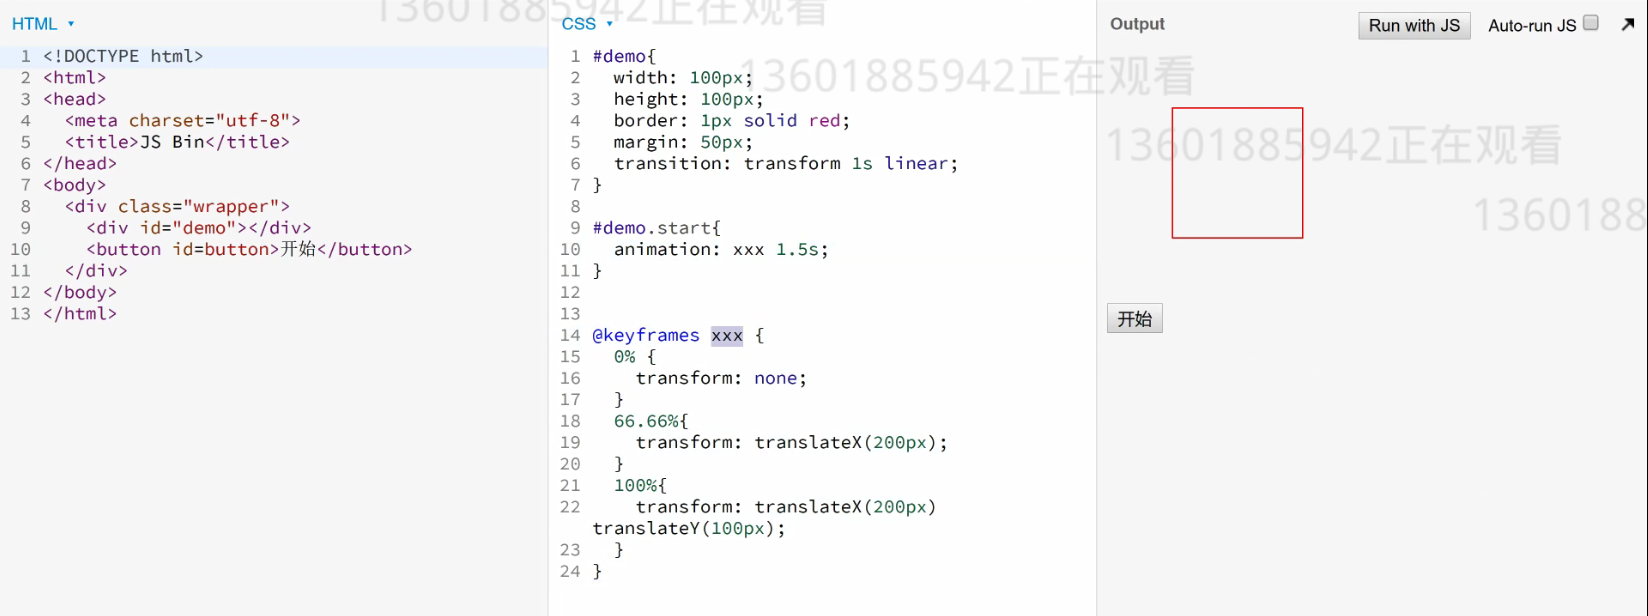 HTML
1 <!DOCTYPE html>
2 <html>
3 <head>
4   <meta charset="utf-8">
5   <title>JS Bin</title>
6 </head>
7 <body>
8   <div class="wrapper">
9     <div id="demo"></div>
10     <button id=button>开始</button>
11   </div>
12 </body>
13 </html>
CSS
1 #demo{
2   width: 100px;
3   height: 100px;
4   border: 1px solid red;
5   margin: 50px;
6   transition: transform 1s linear;
7 }
8
9 #demo.start{
10   animation: xxx 1.5s;
11 }
12
13
14 @keyframes xxx {
15   0% {
16     transform: none;
17   }
18   66.66%{
19     transform: translateX(200px);
20   }
21   100%{
22     transform: translateX(200px)
translateY(100px);
23   }
24 }
Output
Run with JS
Auto-run JS
开始
13601885942正在观看
13601885942正在观看
13601885942正在观看
1360188